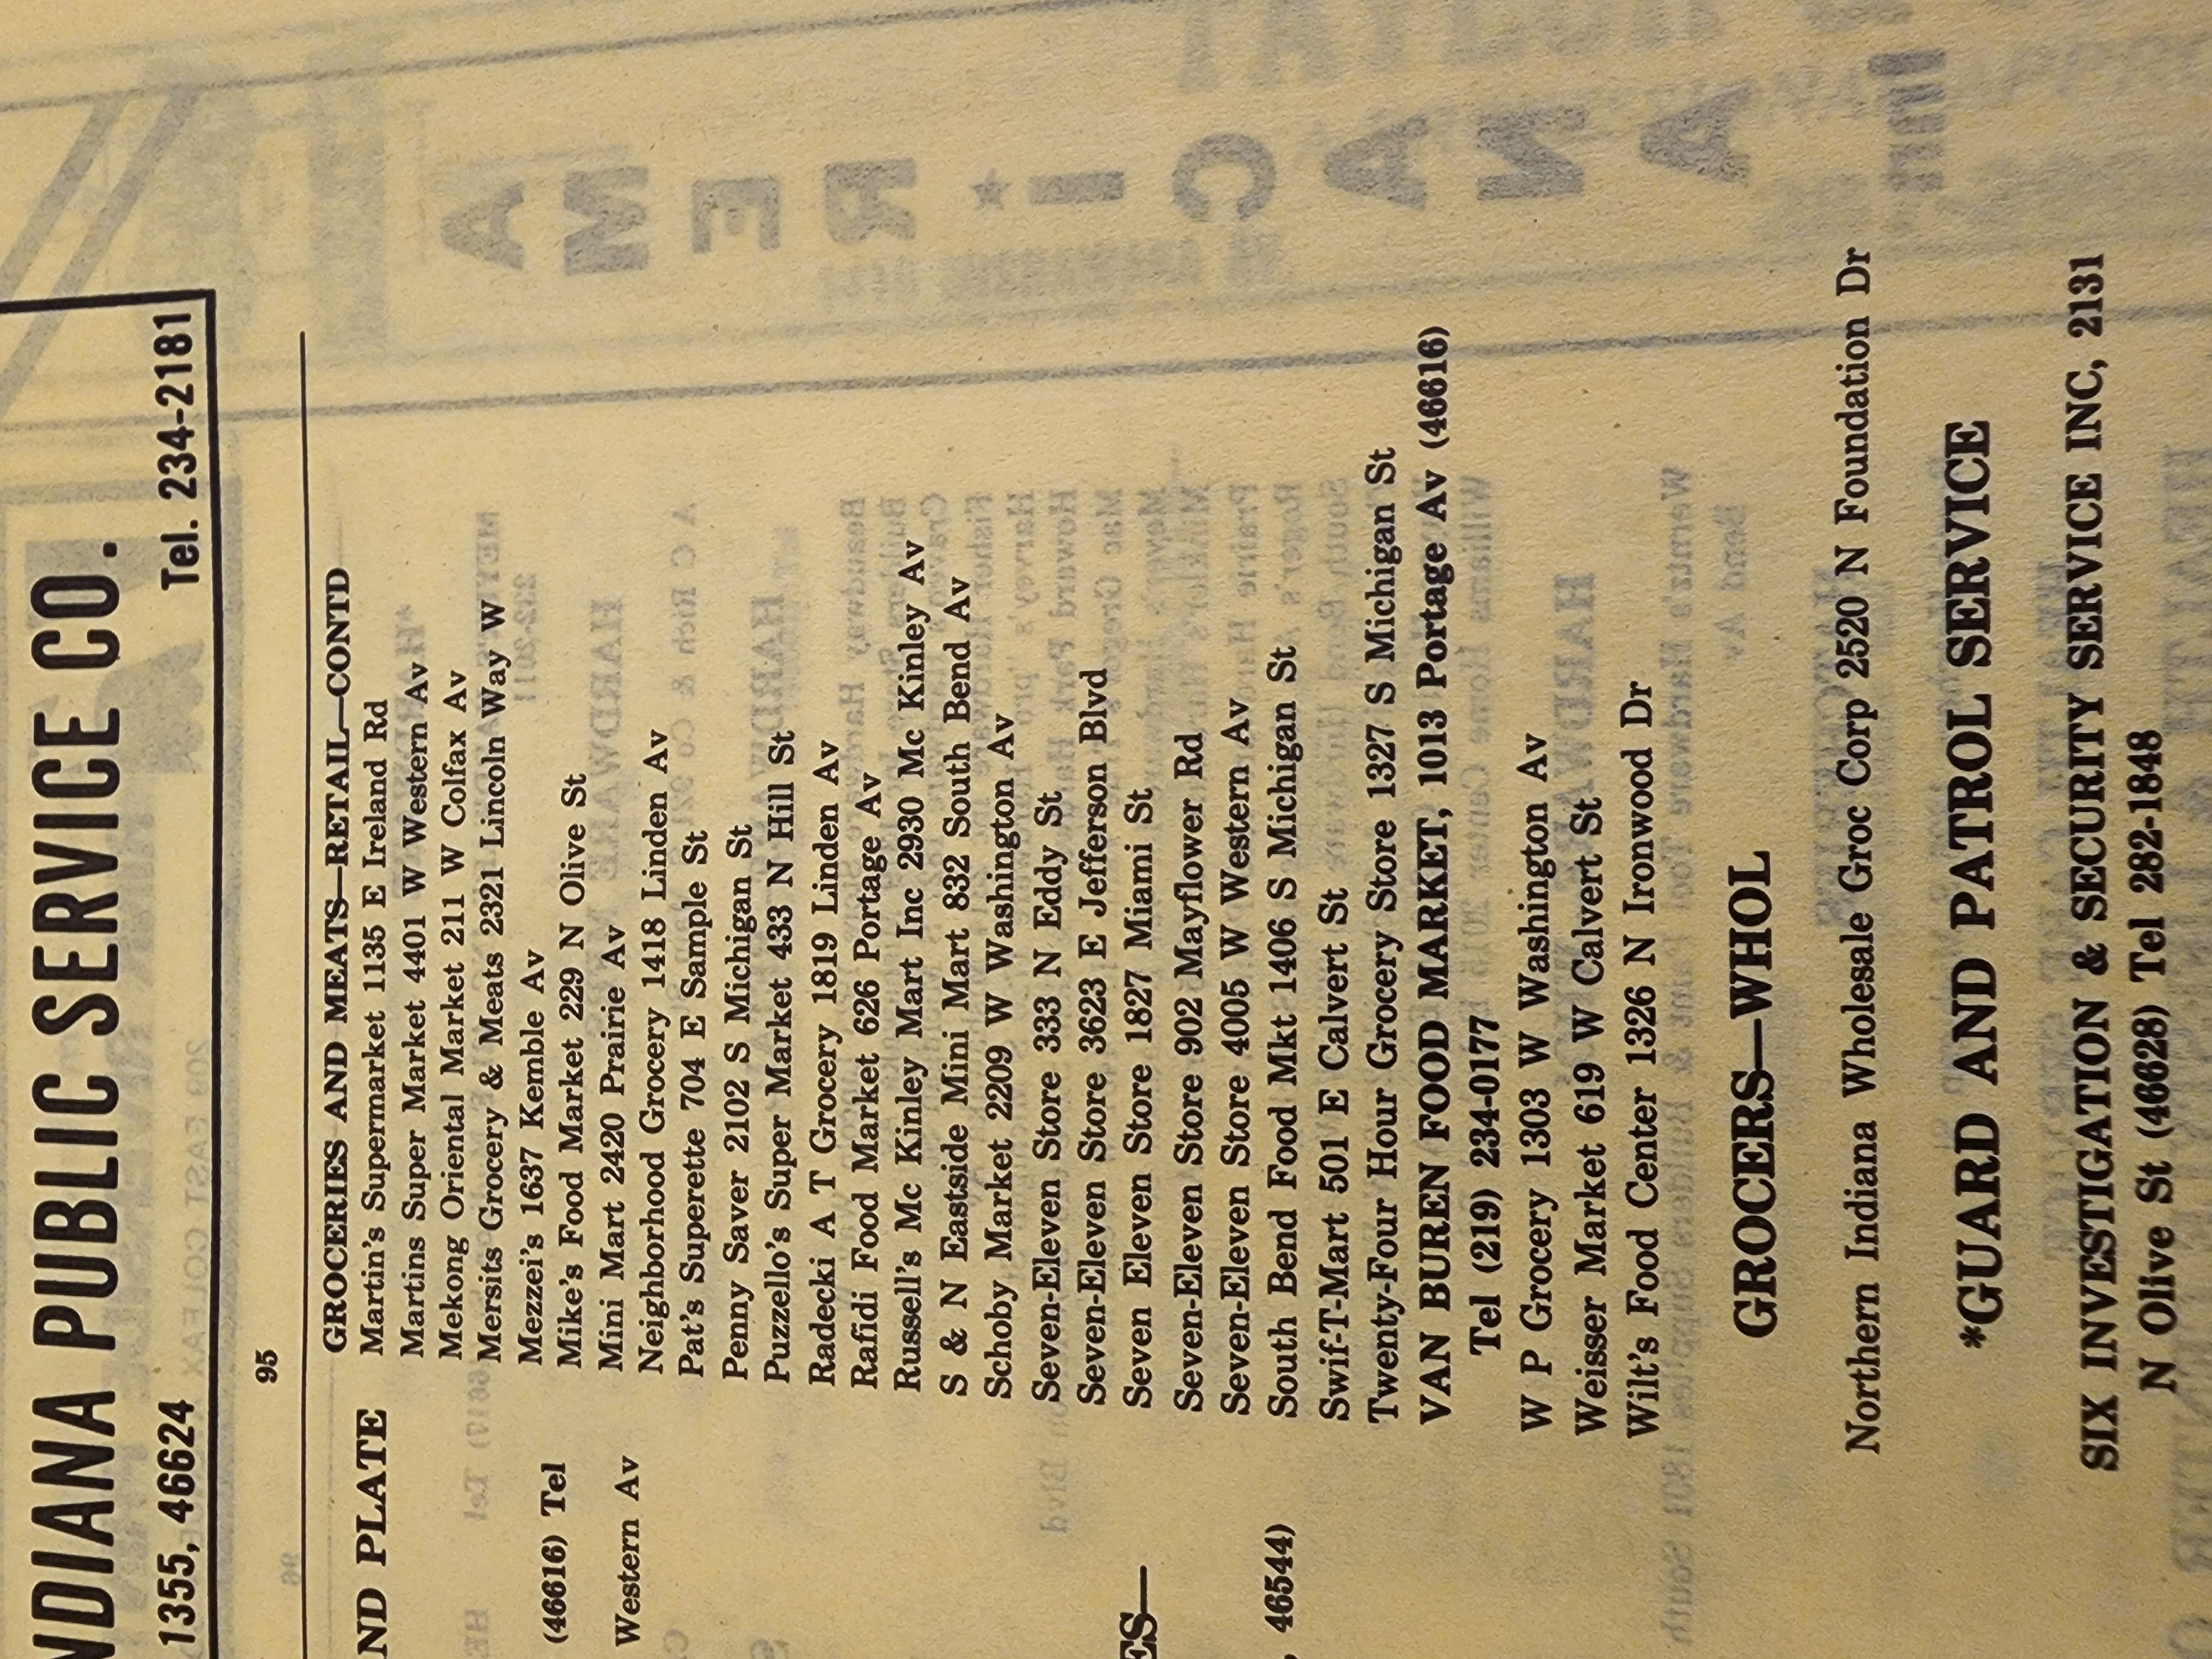 NDIANA PUBLIC SERVICE CO.
1355, 46624 Tel. 234-2181
95
ND PLATE
(46616) Tel
Western Av
ES—
, 46544)
GROCERIES AND MEATS—RETAIL—CONTD
Martin's Supermarket 1135 E Ireland Rd
Martins Super Market 4401 W Western Av
Mekong Oriental Market 211 W Colfax Av
Mersits Grocery & Meats 2321 Lincoln Way W
Mezzei's 1637 Kemble Av
Mike's Food Market 229 N Olive St
Mini Mart 2420 Prairie Av
Neighborhood Grocery 1418 Linden Av
Pat's Superette 704 E Sample St
Penny Saver 2102 S Michigan St
Puzzello's Super Market 433 N Hill St
Radecki A T Grocery 1819 Linden Av
Rafidi Food Market 626 Portage Av
Russell's Mc Kinley Mart Inc 2930 Mc Kinley Av
S & N Eastside Mini Mart 832 South Bend Av
Schoby Market 2209 W Washington Av
Seven-Eleven Store 333 N Eddy St
Seven-Eleven Store 3623 E Jefferson Blvd
Seven Eleven Store 1827 Miami St
Seven-Eleven Store 902 Mayflower Rd
Seven-Eleven Store 4005 W Western Av
South Bend Food Mkt 1406 S Michigan St
Swif-T-Mart 501 E Calvert St
Twenty-Four Hour Grocery Store 1327 S Michigan St
VAN BUREN FOOD MARKET, 1013 Portage Av (46616)
Tel (219) 234-0177
W P Grocery 1303 W Washington Av
Weisser Market 619 W Calvert St
Wilt's Food Center 1326 N Ironwood Dr
GROCERS—WHOL
Northern Indiana Wholesale Groc Corp 2520 N Foundation Dr
*GUARD AND PATROL SERVICE
SIX INVESTIGATION & SECURITY SERVICE INC, 2131
N Olive St (46628) Tel 282-1848